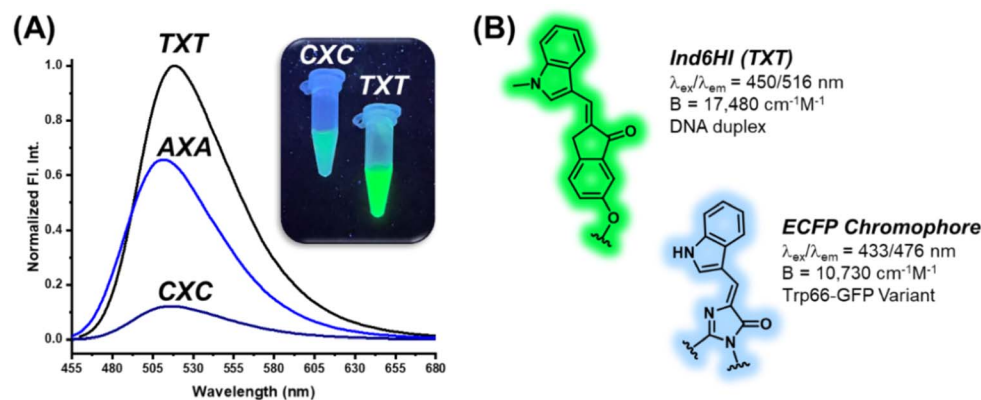 (A)
TXT
AXA
CXC
CXC
TXT
Normalized Fl. Int.
1.0
0.8
0.6
0.4
0.2
0.0
455 480 505 530 555 580 605 630 655 680
Wavelength (nm)
(B)
Ind6HI (TXT)
λex/λem = 450/516 nm
B = 17,480 cm⁻¹M⁻¹
DNA duplex
N
O
O
ECFP Chromophore
λex/λem = 433/476 nm
B = 10,730 cm⁻¹M⁻¹
Trp66-GFP Variant
HN
N
O
N